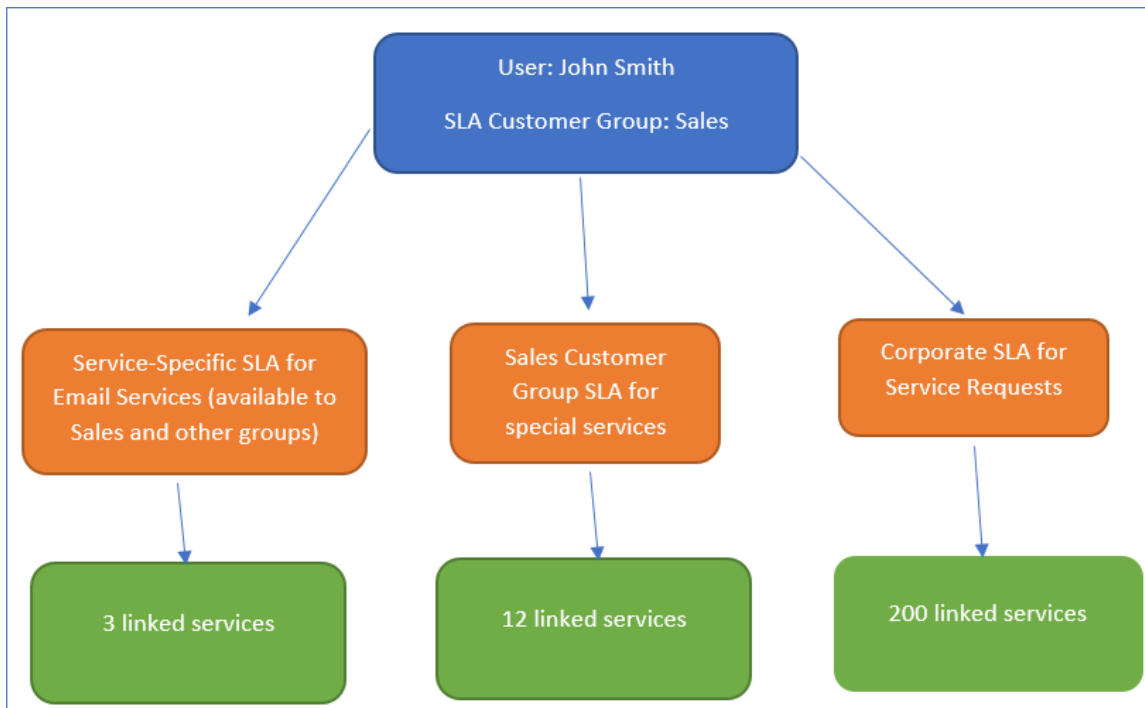 User: John Smith
SLA Customer Group: Sales
Service-Specific SLA for
Email Services (available to
Sales and other groups)
Sales Customer
Group SLA for
special services
Corporate SLA for
Service Requests
3 linked services
12 linked services
200 linked services